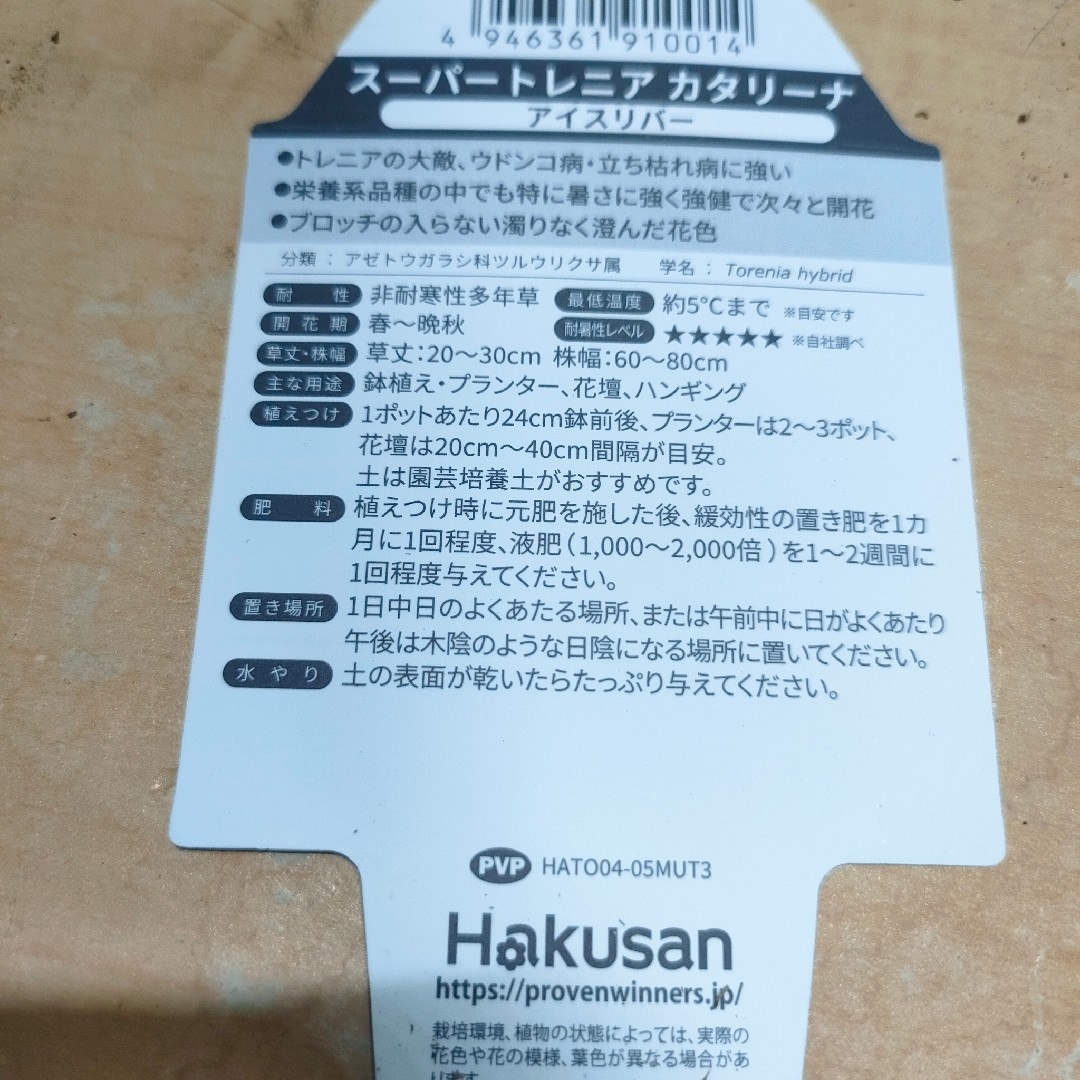 4 946361 910014
スーパートレニア カタリーナ
アイスリバー
●トレニアの大敵、ウドンコ病・立ち枯れ病に強い
●栄養系品種の中でも特に暑さに強く強健で次々と開花
●ブロッチの入らない濁りなく澄んだ花色
分類 : アゼトウガラシ科ツルウリクサ属 学名 : Torenia hybrid
耐性 非耐寒性多年草 最低温度 約5℃まで ※目安です
開花期 春〜晩秋 耐暑性レベル ★★★★★ ※自社調べ
草丈・株幅 草丈:20〜30cm 株幅:60〜80cm
主な用途 鉢植え・プランター、花壇、ハンギング
植えつけ 1ポットあたり24cm鉢前後、プランターは2〜3ポット、
花壇は20cm〜40cm間隔が目安。
土は園芸培養土がおすすめです。
肥料 植えつけ時に元肥を施した後、緩効性の置き肥を1カ
月に1回程度、液肥(1,000〜2,000倍)を1〜2週間に
1回程度与えてください。
置き場所 1日中日のよくあたる場所、または午前中に日がよくあたり
午後は木陰のような日陰になる場所に置いてください。
水やり 土の表面が乾いたらたっぷり与えてください。
PVP HATO04-05MUT3
Hakusan
https://provenwinners.jp/
栽培環境、植物の状態によっては、実際の
花色や花の模様、葉色が異なる場合があ
ります